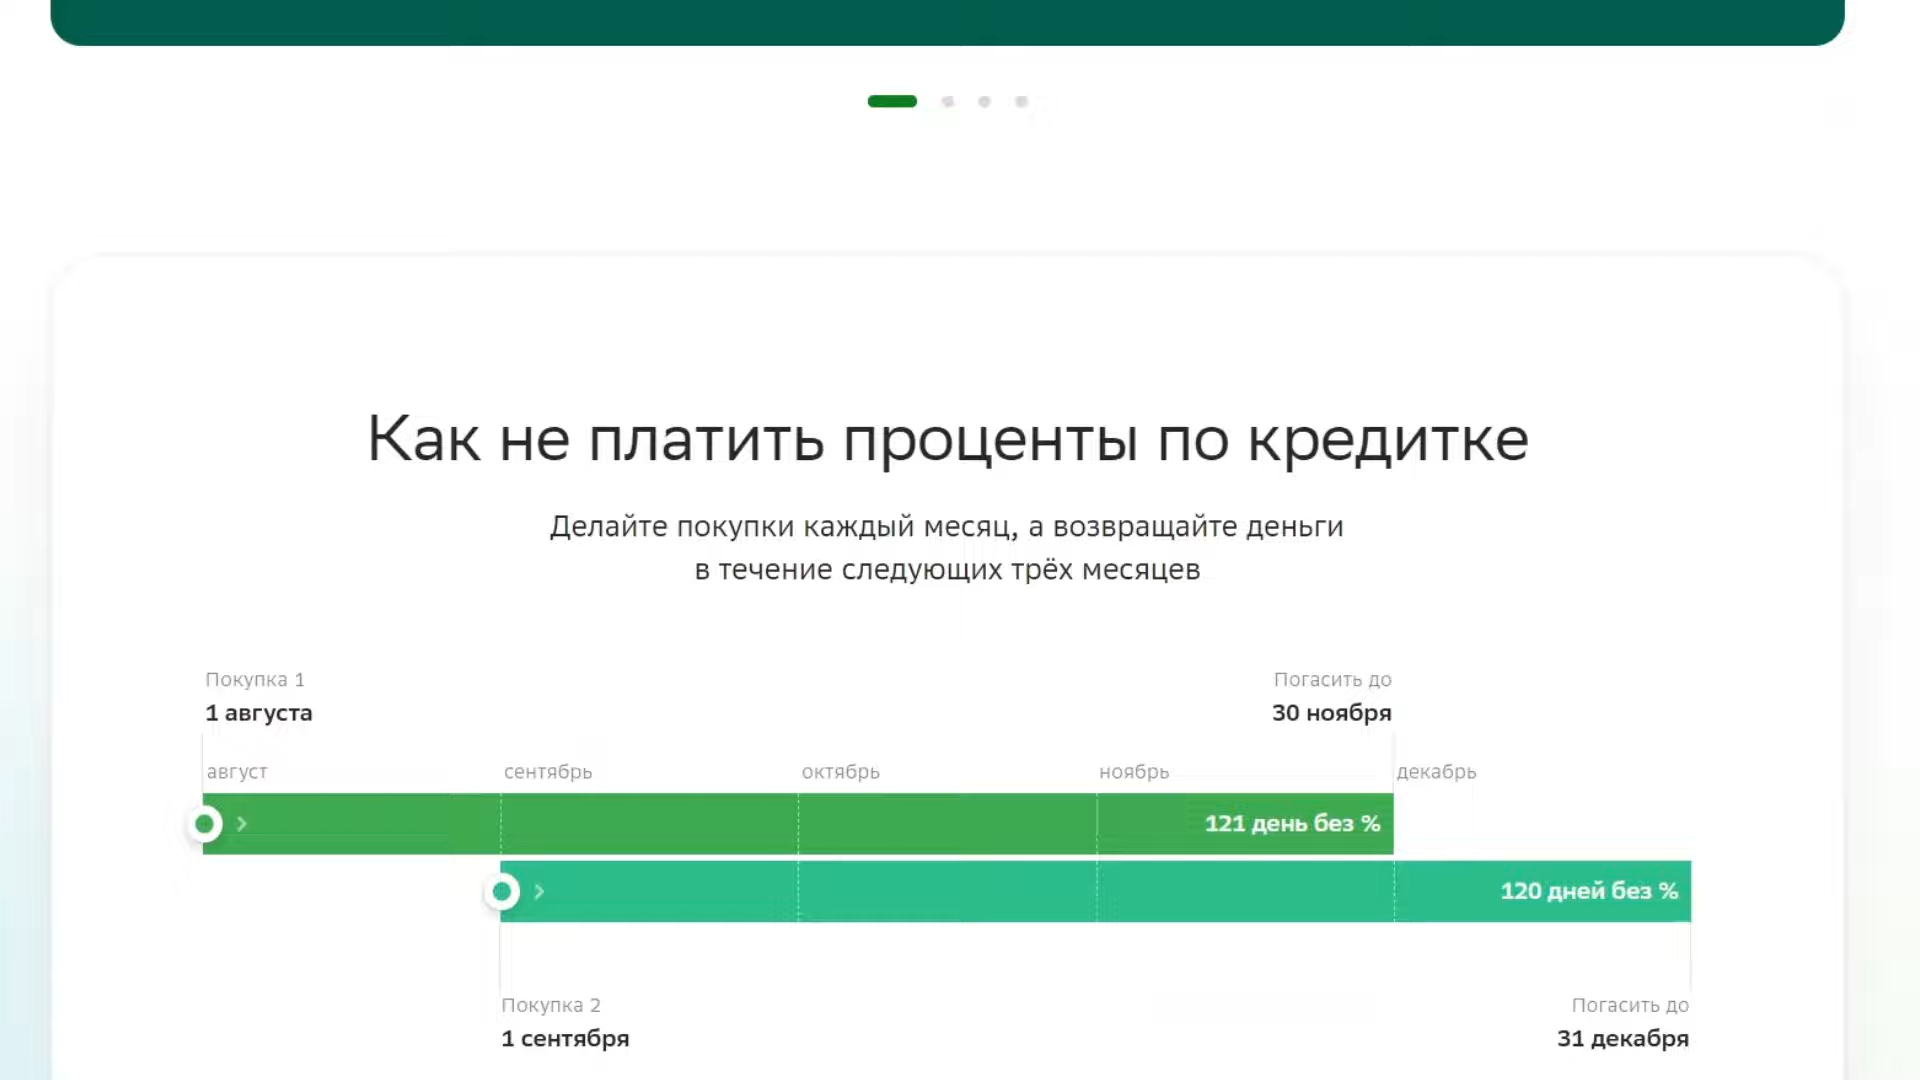 Как не платить проценты по кредитке
Делайте покупки каждый месяц, а возвращайте деньги
в течение следующих трёх месяцев
Покупка 1
1 августа
Погасить до
30 ноября
август сентябрь октябрь ноябрь декабрь
121 день без %
120 дней без %
Покупка 2
1 сентября
Погасить до
31 декабря